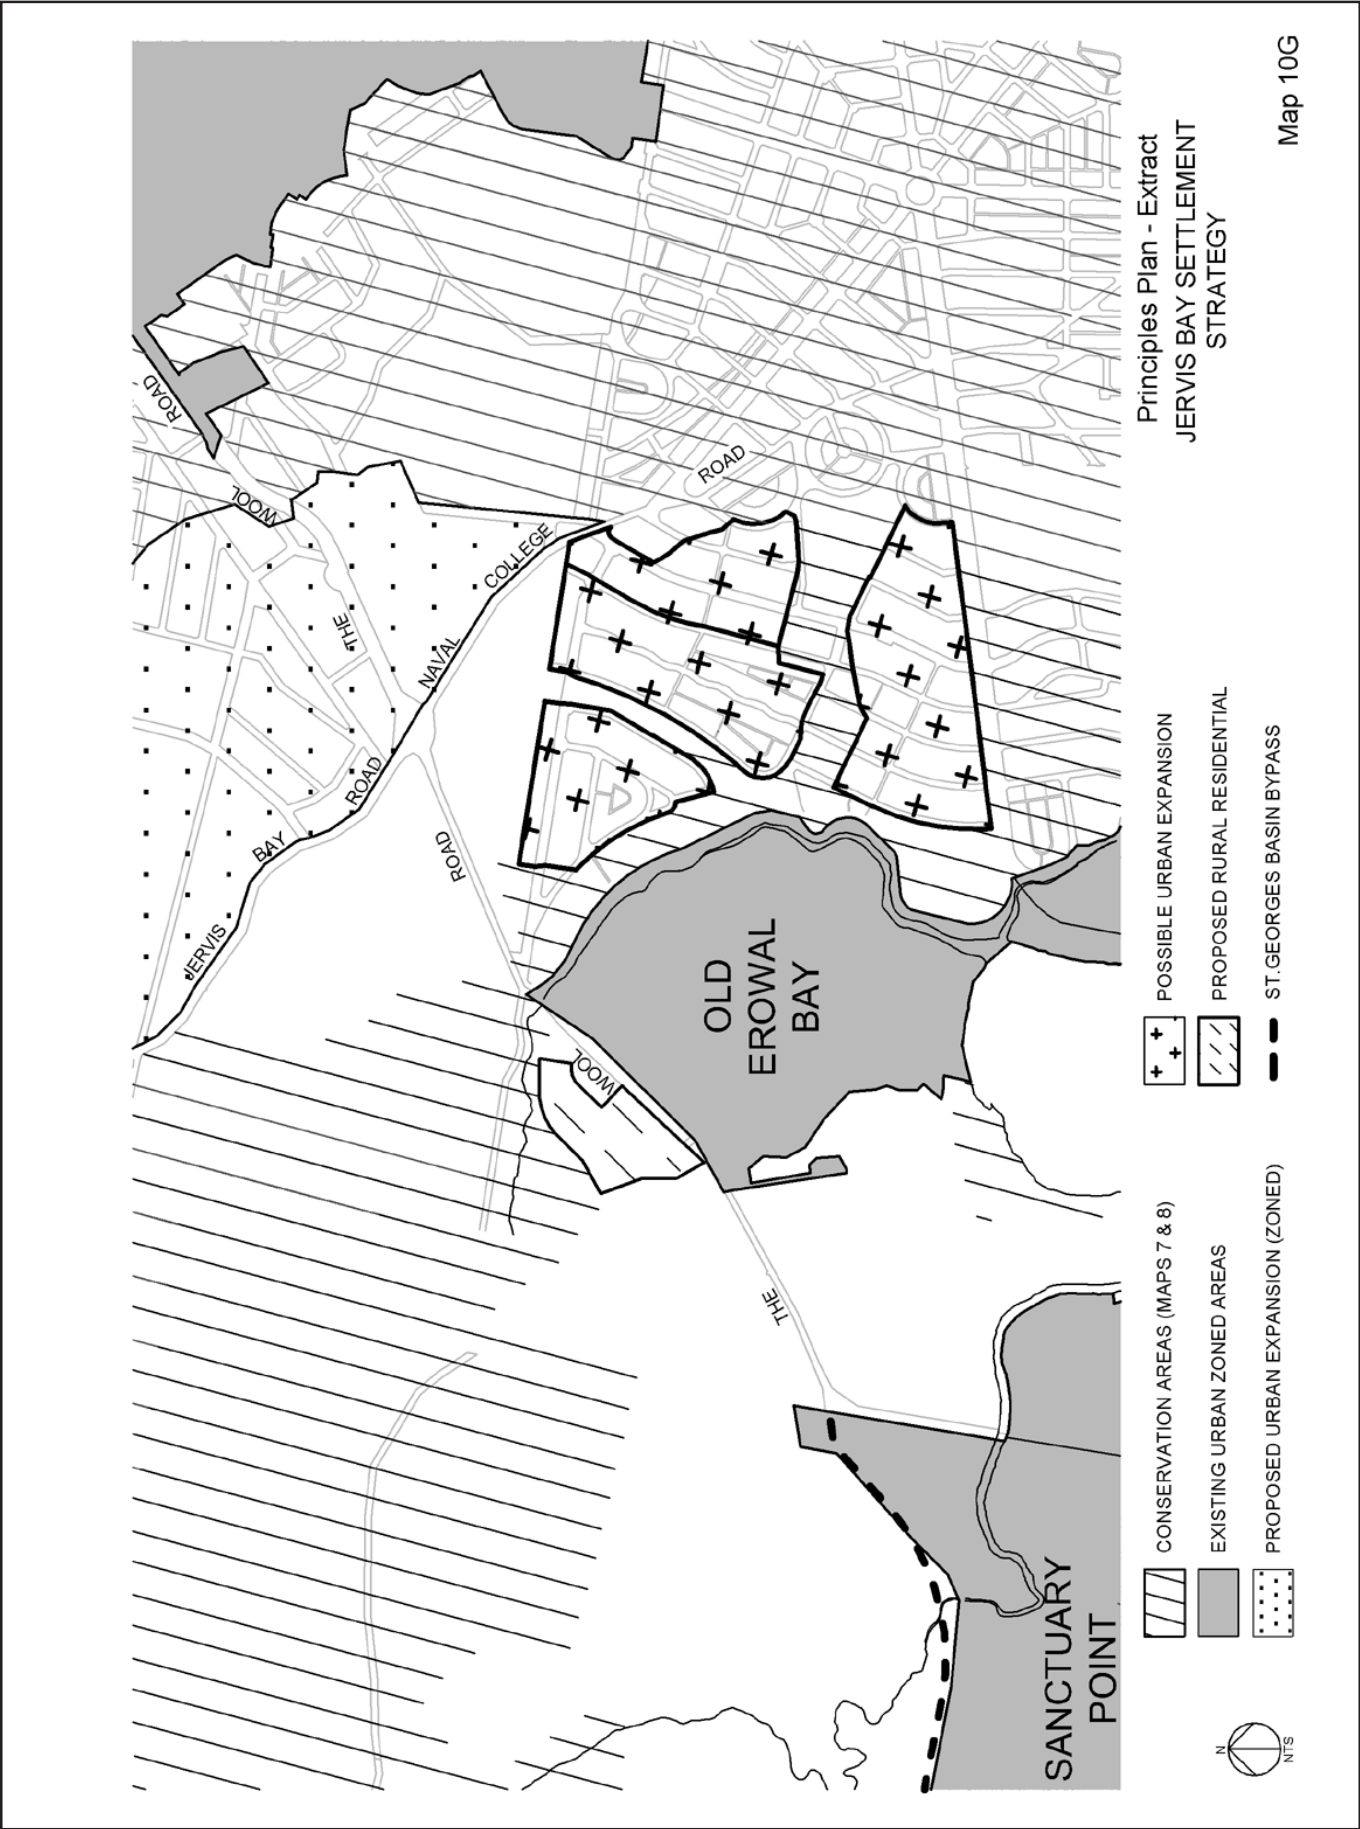 ROAD
WOOL
THE
COLLEGE
NAVAL
ROAD
BAY
JERVIS
ROAD
ROAD
WOOL
THE
OLD
EROWAL
BAY
SANCTUARY
POINT
Principles Plan - Extract
JERVIS BAY SETTLEMENT
STRATEGY
Map 10G
CONSERVATION AREAS (MAPS 7 & 8)
EXISTING URBAN ZONED AREAS
PROPOSED URBAN EXPANSION (ZONED)
POSSIBLE URBAN EXPANSION
PROPOSED RURAL RESIDENTIAL
ST.GEORGES BASIN BYPASS
N
NTS